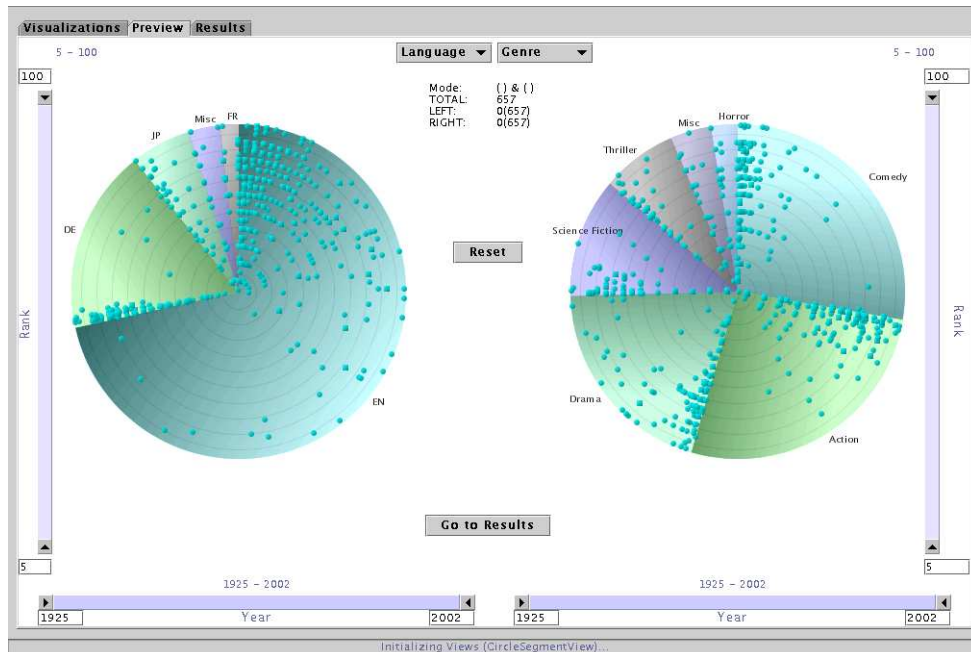 Visualizations Preview Results
5 - 100 5 - 100
Language Genre
100 100
Mode: ( ) & ( )
TOTAL: 657
LEFT: 0(657)
RIGHT: 0(657)
FR
Misc
JP
DE
EN
Horror
Misc
Thriller
Comedy
Science Fiction
Drama
Action
Reset
Rank Rank
Go to Results
5 5
1925 - 2002 1925 - 2002
1925 Year 2002 1925 Year 2002
Initializing Views (CircleSegmentView)...